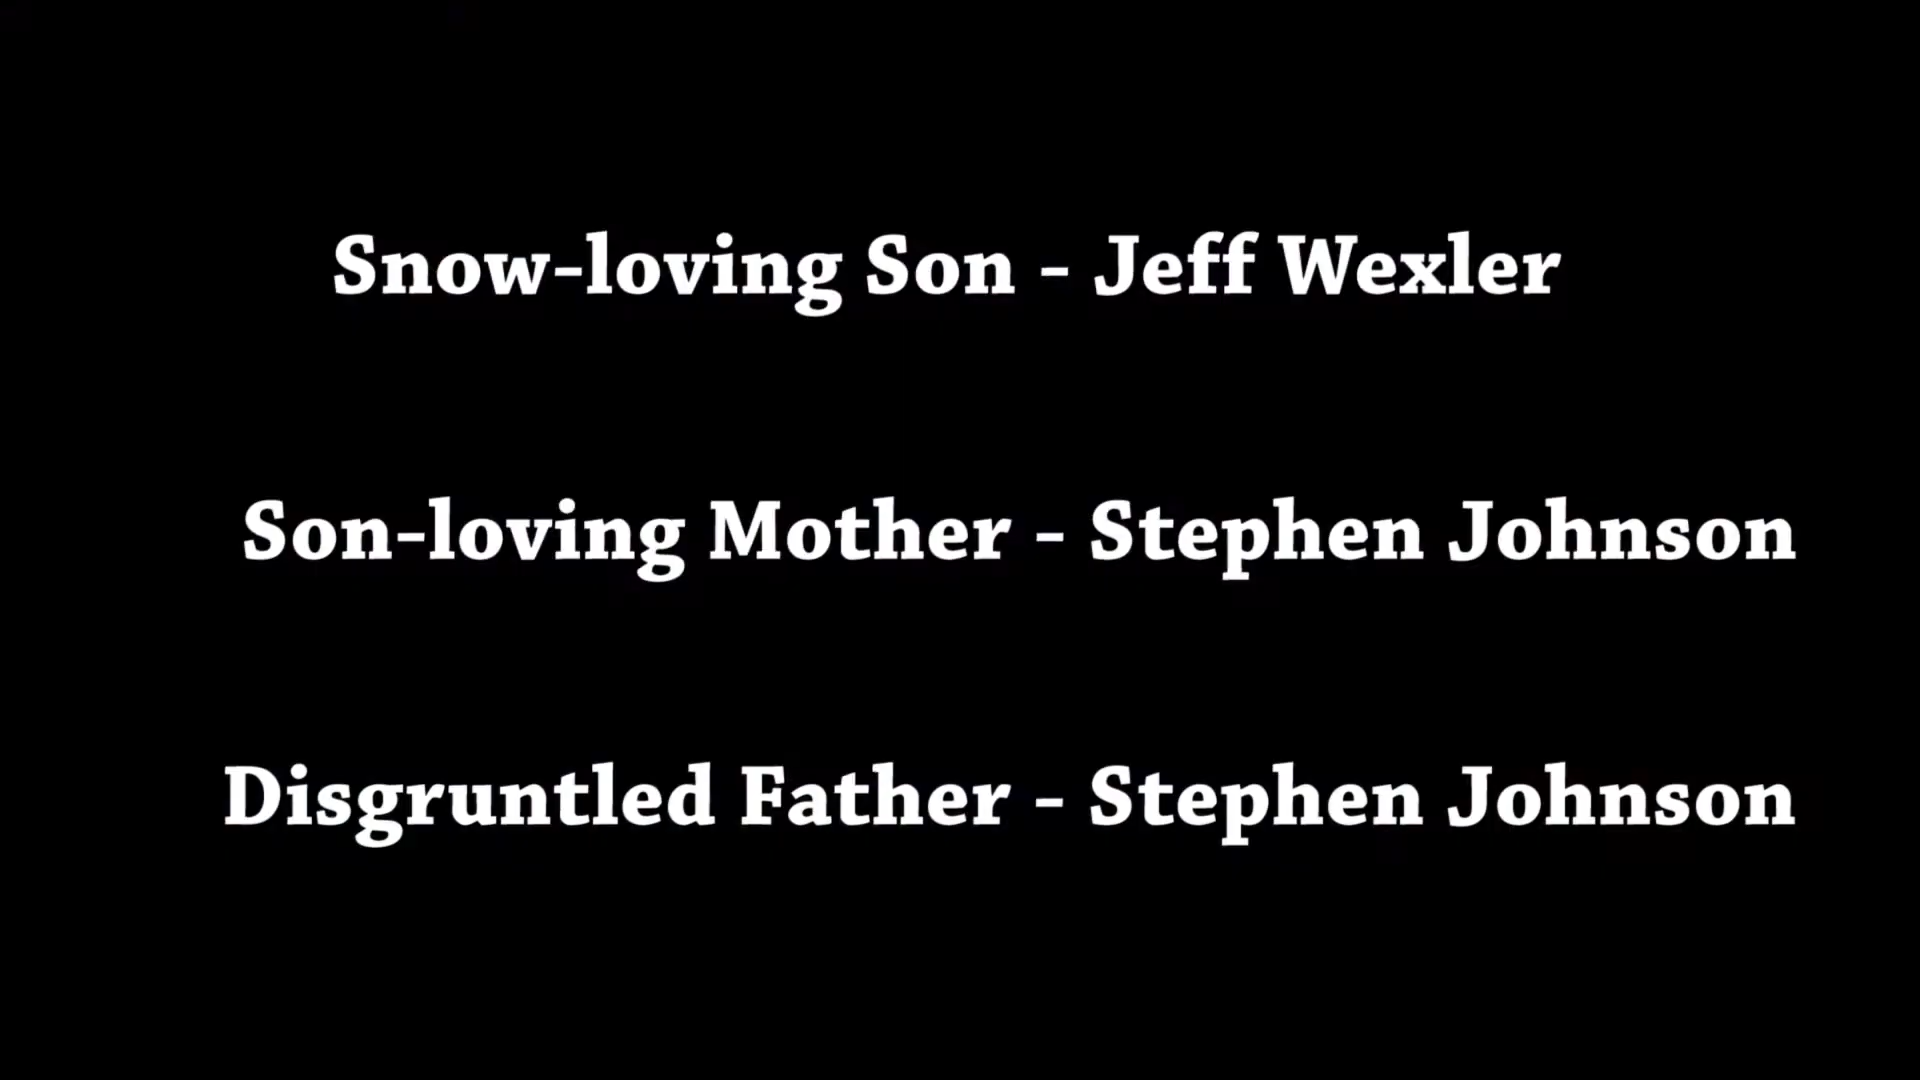 Snow-loving Son - Jeff Wexler
Son-loving Mother - Stephen Johnson
Disgruntled Father - Stephen Johnson